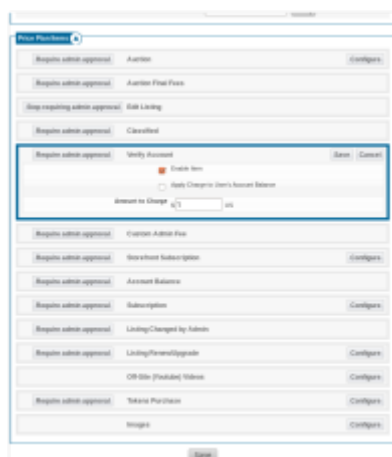 Price Plan Items
Require admin approval Auction Configure
Require admin approval Auction Final Fees
Stop requiring admin approval Edit Listing
Require admin approval Classified
Require admin approval Verify Account Save Cancel
Enable Item
Apply Charge to User's Account Balance
Amount to Charge $
Require admin approval Custom Admin Fee
Require admin approval Storefront Subscription Configure
Require admin approval Account Balance
Require admin approval Subscription Configure
Require admin approval Listing Changed by Admin
Require admin approval Listing Renew/Upgrade Configure
Off-Site (Youtube) Videos Configure
Require admin approval Tokens Purchase Configure
Images Configure
Save